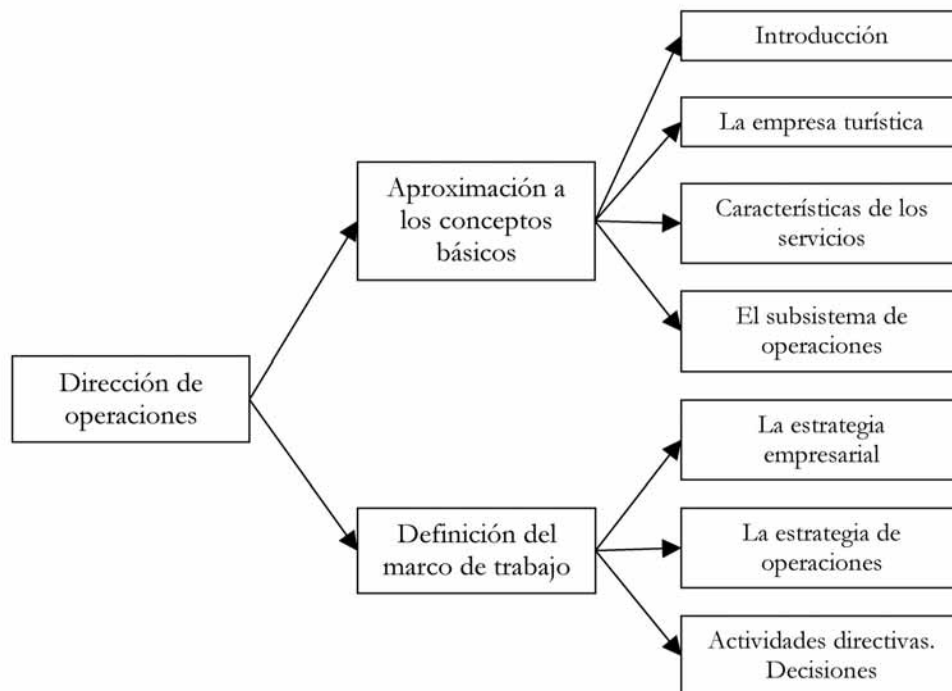 Dirección de
operaciones
Aproximación a
los conceptos
básicos
Introducción
La empresa turística
Características de los
servicios
El subsistema de
operaciones
Definición del
marco de trabajo
La estrategia
empresarial
La estrategia de
operaciones
Actividades directivas.
Decisiones